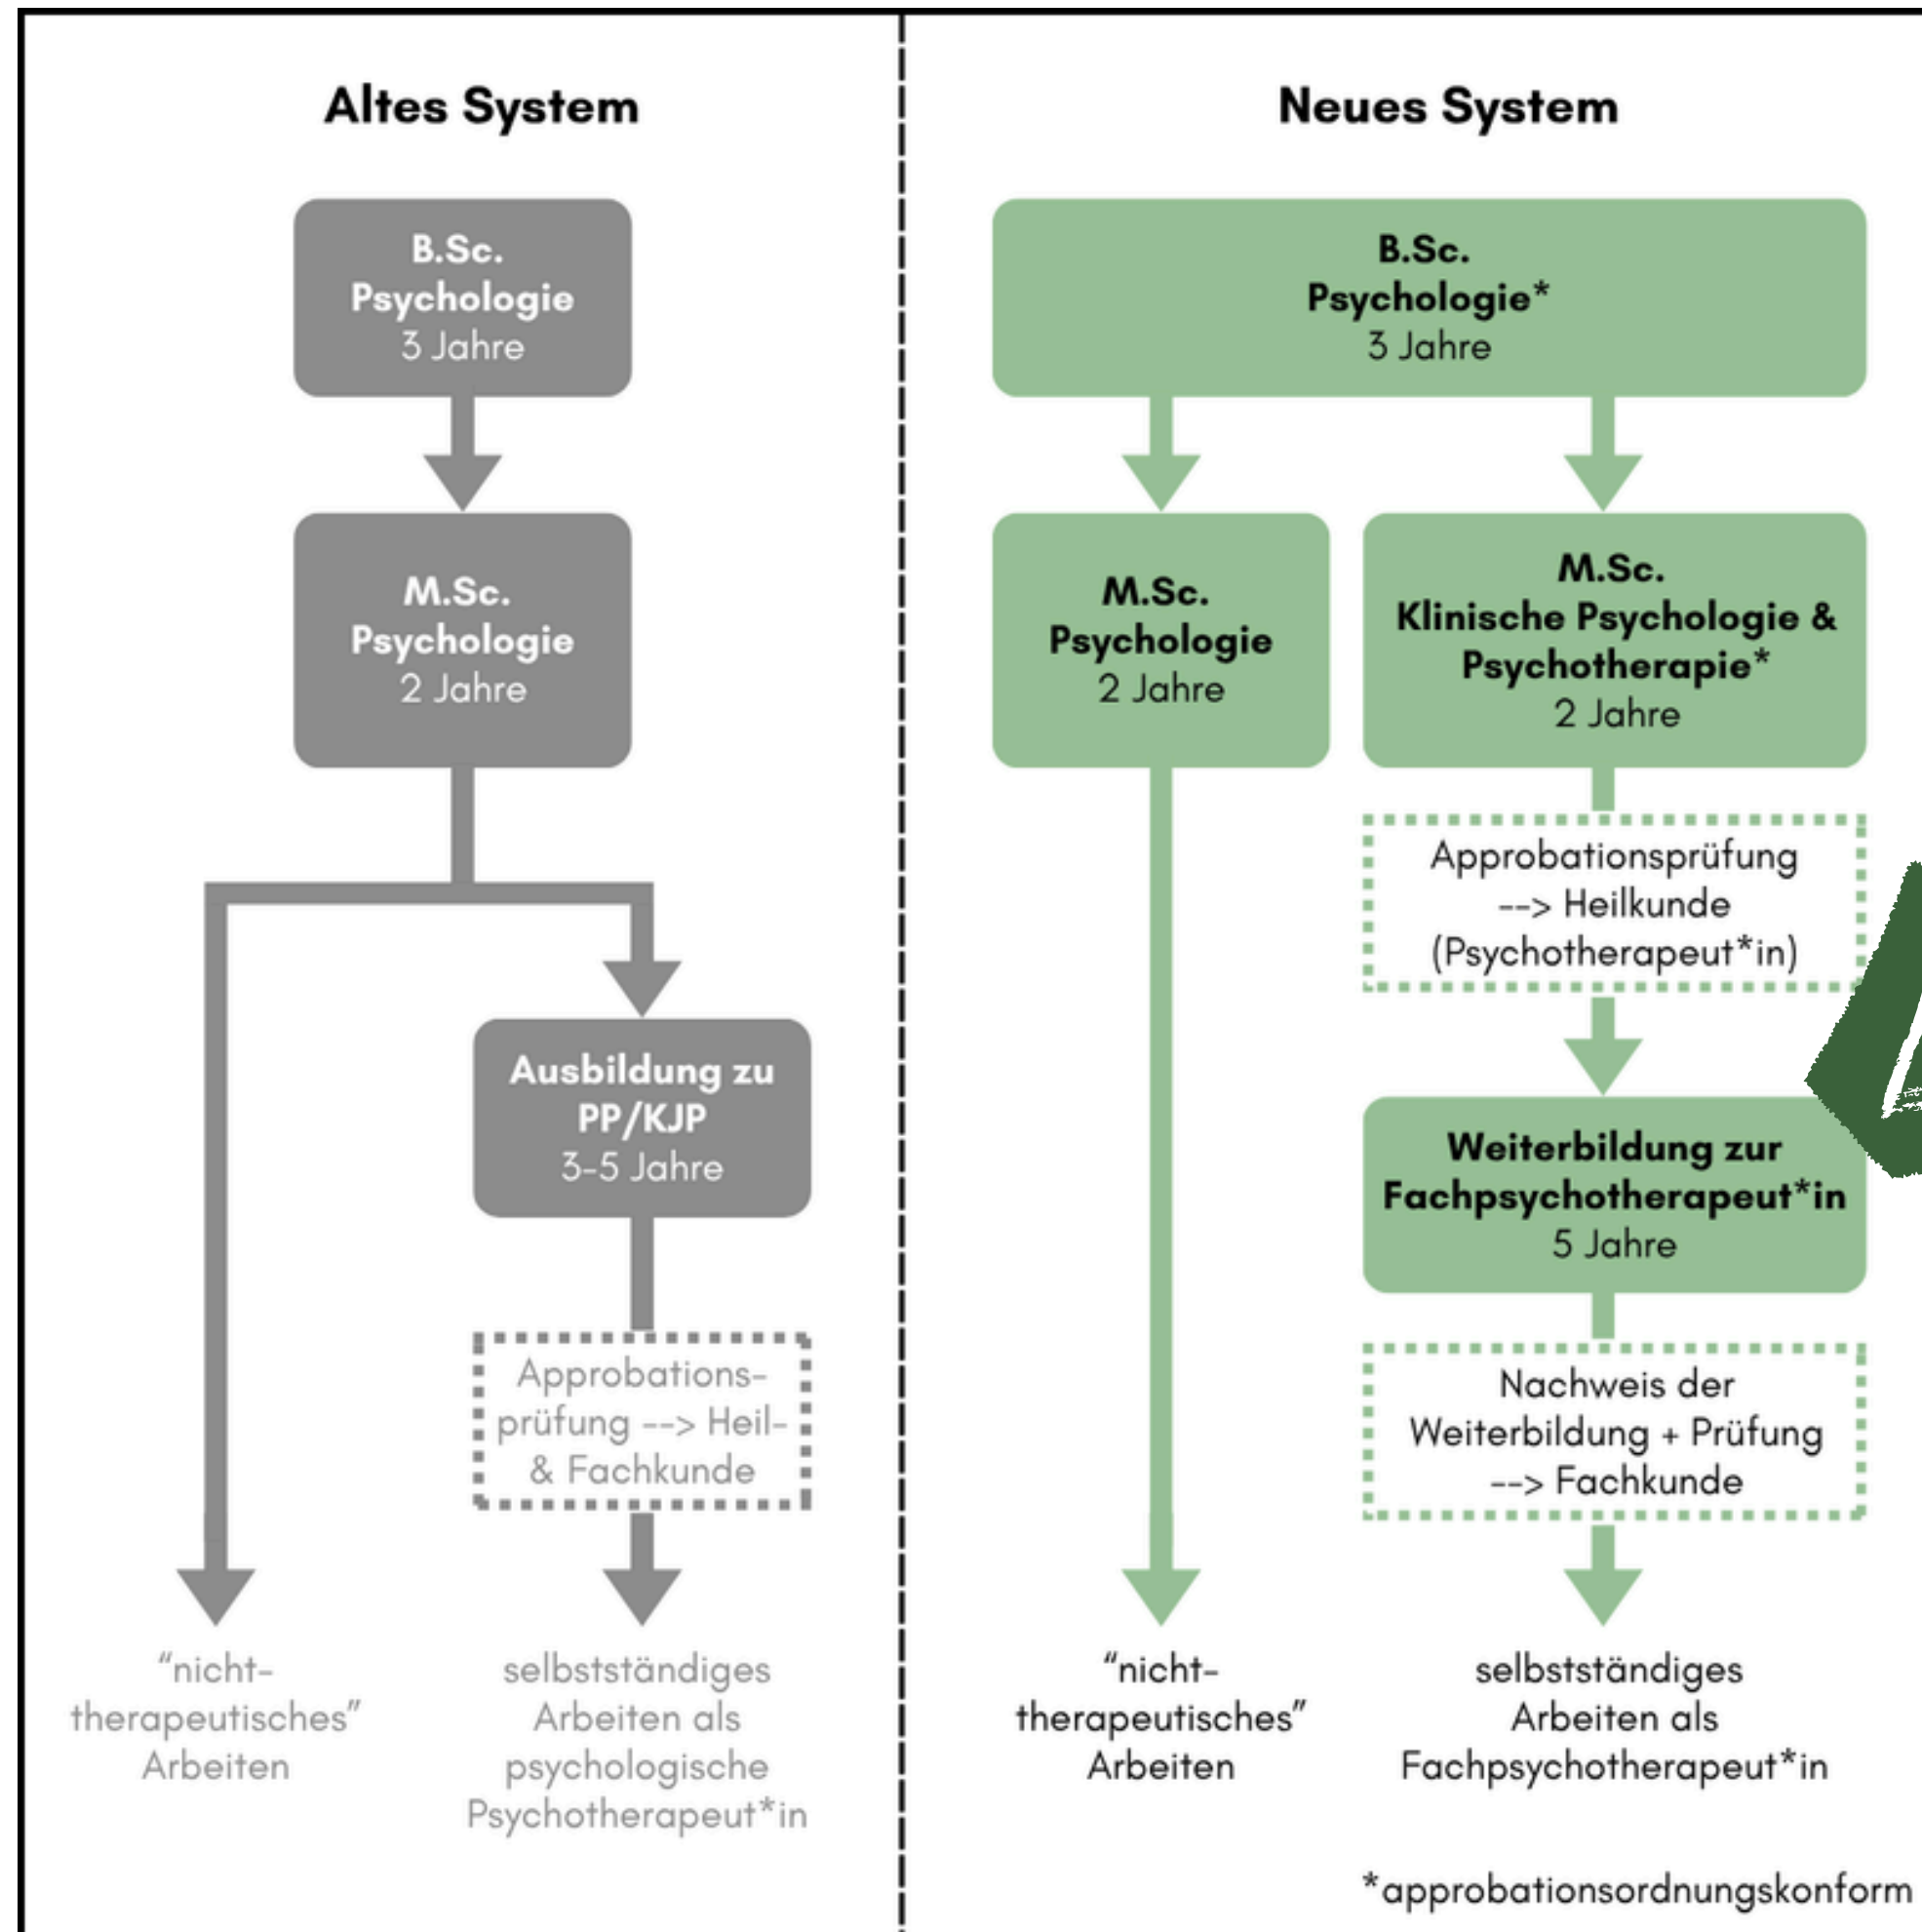 Altes System
B.Sc.
Psychologie
3 Jahre
M.Sc.
Psychologie
2 Jahre
Ausbildung zu
PP/KJP
3-5 Jahre
Approbations-
prüfung --> Heil-
& Fachkunde
"nicht-
therapeutisches"
Arbeiten
selbstständiges
Arbeiten als
psychologische
Psychotherapeut*in
Neues System
B.Sc.
Psychologie*
3 Jahre
M.Sc.
Psychologie
2 Jahre
M.Sc.
Klinische Psychologie &
Psychotherapie*
2 Jahre
Approbationsprüfung
--> Heilkunde
(Psychotherapeut*in)
Weiterbildung zur
Fachpsychotherapeut*in
5 Jahre
Nachweis der
Weiterbildung + Prüfung
--> Fachkunde
"nicht-
therapeutisches"
Arbeiten
selbstständiges
Arbeiten als
Fachpsychotherapeut*in
*approbationsordnungskonform